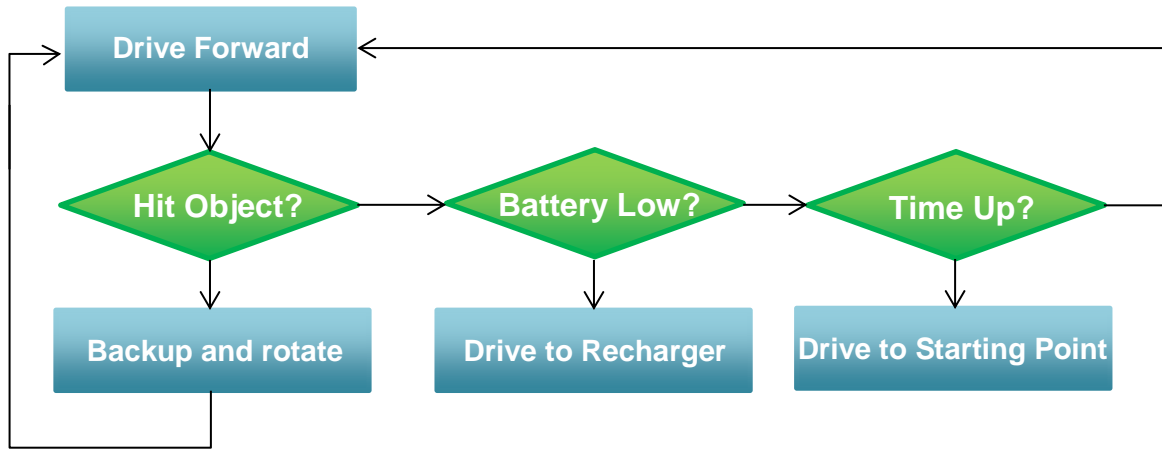 Drive Forward
Hit Object?
Battery Low?
Time Up?
Backup and rotate
Drive to Recharger
Drive to Starting Point